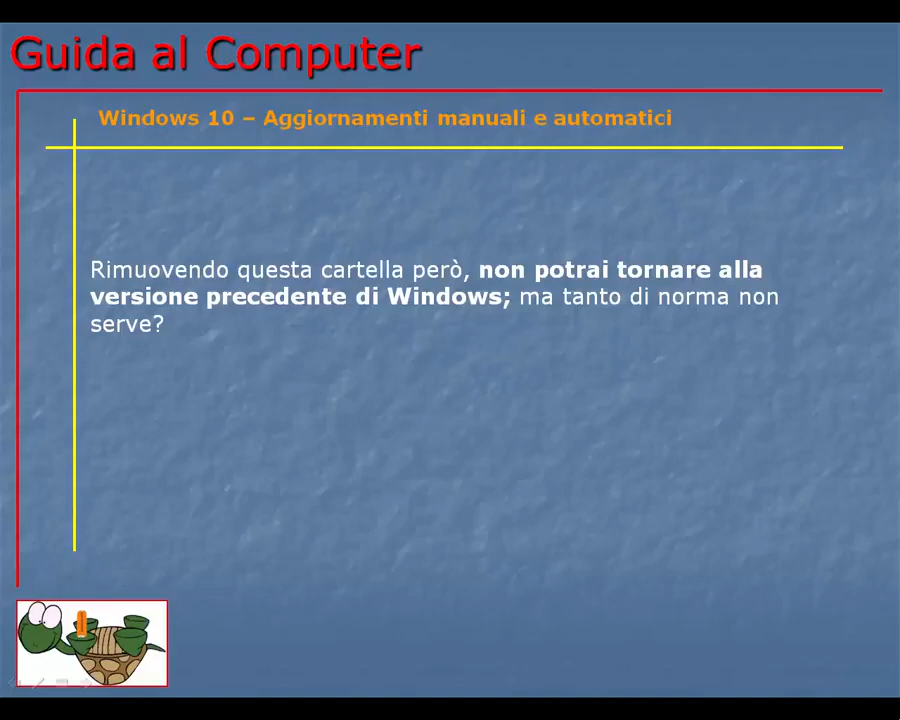 Guida al Computer
Windows 10 – Aggiornamenti manuali e automatici
Rimuovendo questa cartella però, non potrai tornare alla
versione precedente di Windows; ma tanto di norma non
serve?